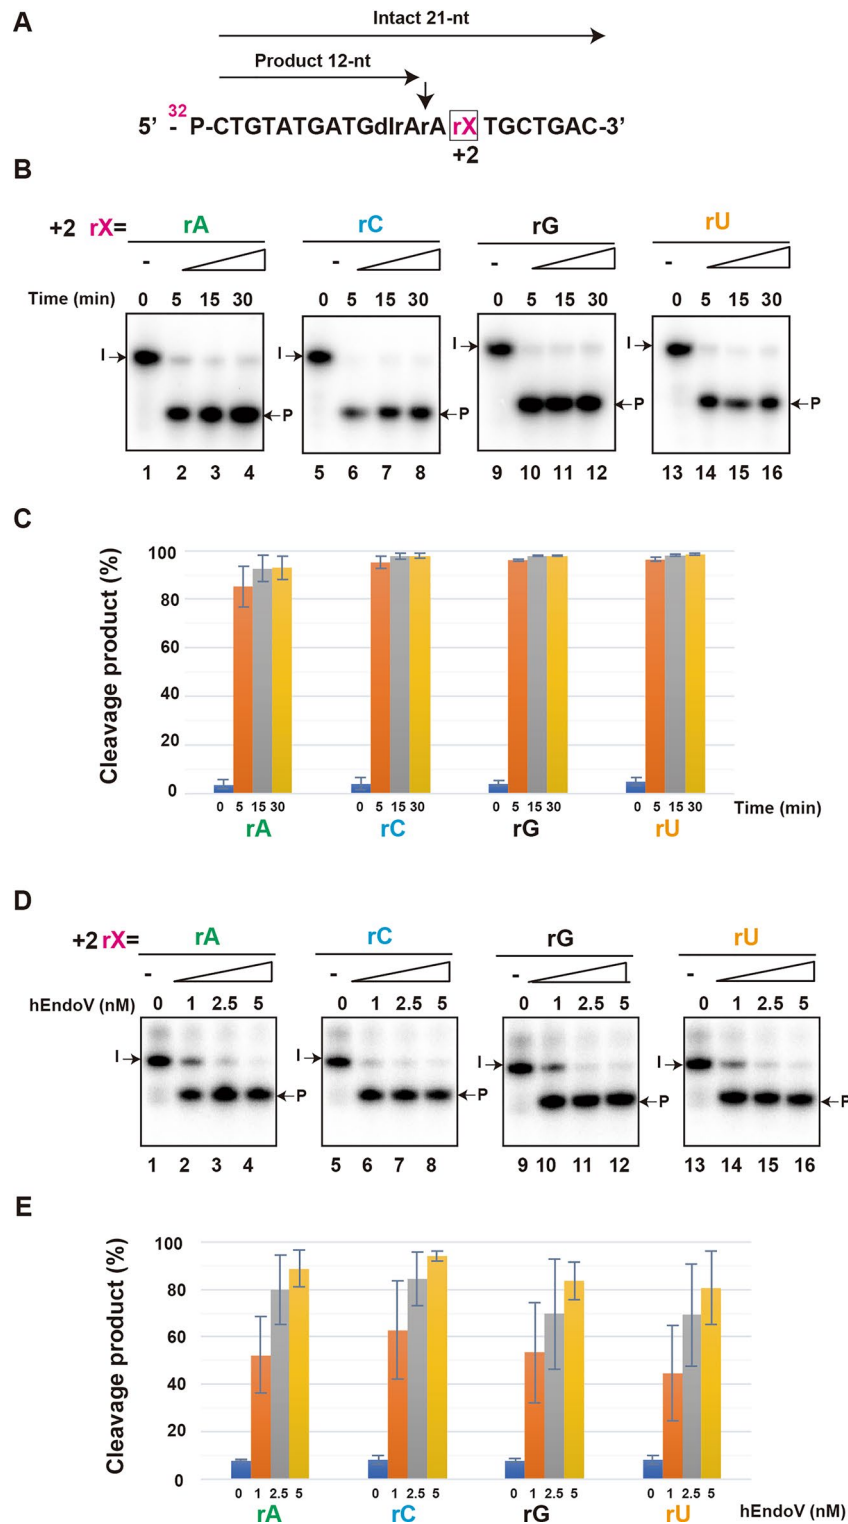 A
Intact 21-nt
Product 12-nt
5’ - 32 P-CTGTATGATGdIrArA rX TGCTGAC-3’
+2
B
+2 rX= rA rC rG rU
- - - -
Time (min) 0 5 15 30 0 5 15 30 0 5 15 30 0 5 15 30
I I I I
P P P P
1 2 3 4 5 6 7 8 9 10 11 12 13 14 15 16
C
Cleavage product (%)
100
80
60
40
20
0
0 5 15 30 0 5 15 30 0 5 15 30 0 5 15 30 Time (min)
rA rC rG rU
D
+2 rX= rA rC rG rU
- - - -
hEndoV (nM) 0 1 2.5 5 0 1 2.5 5 0 1 2.5 5 0 1 2.5 5
I I I I
P P P P
1 2 3 4 5 6 7 8 9 10 11 12 13 14 15 16
E
Cleavage product (%)
100
80
60
40
20
0
0 1 2.5 5 0 1 2.5 5 0 1 2.5 5 0 1 2.5 5
rA rC rG rU hEndoV (nM)